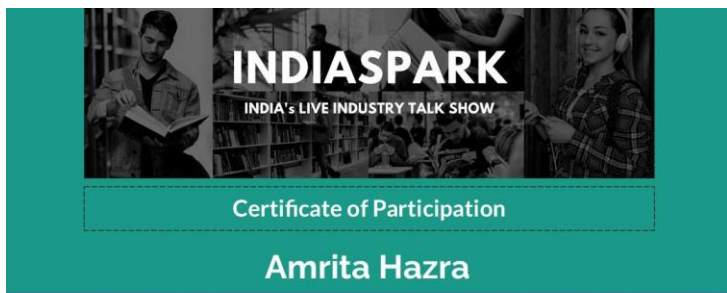 INDIASPARK
INDIA's LIVE INDUSTRY TALK SHOW
Certificate of Participation
Amrita Hazra